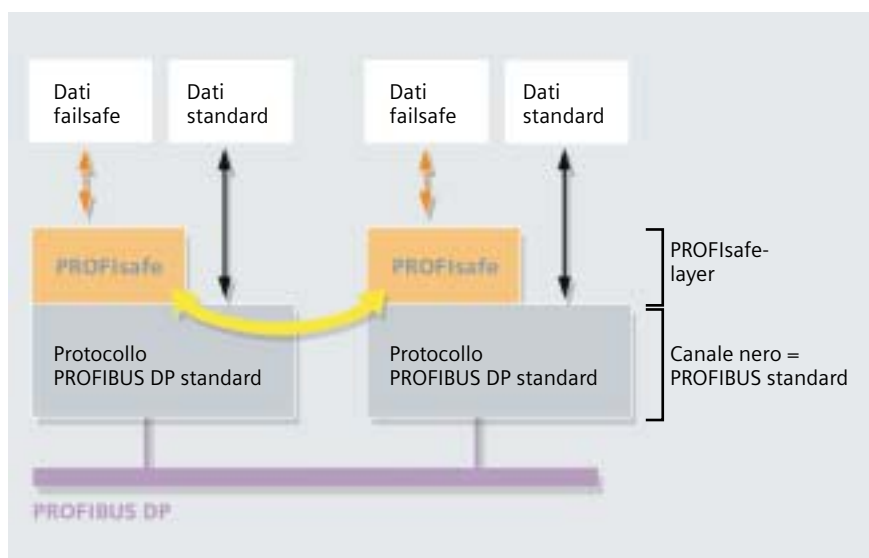 Dati
failsafe
Dati
standard
Dati
failsafe
Dati
standard
PROFIsafe
PROFIsafe
PROFIsafe-
layer
Protocollo
PROFIBUS DP standard
Protocollo
PROFIBUS DP standard
Canale nero =
PROFIBUS standard
PROFIBUS DP